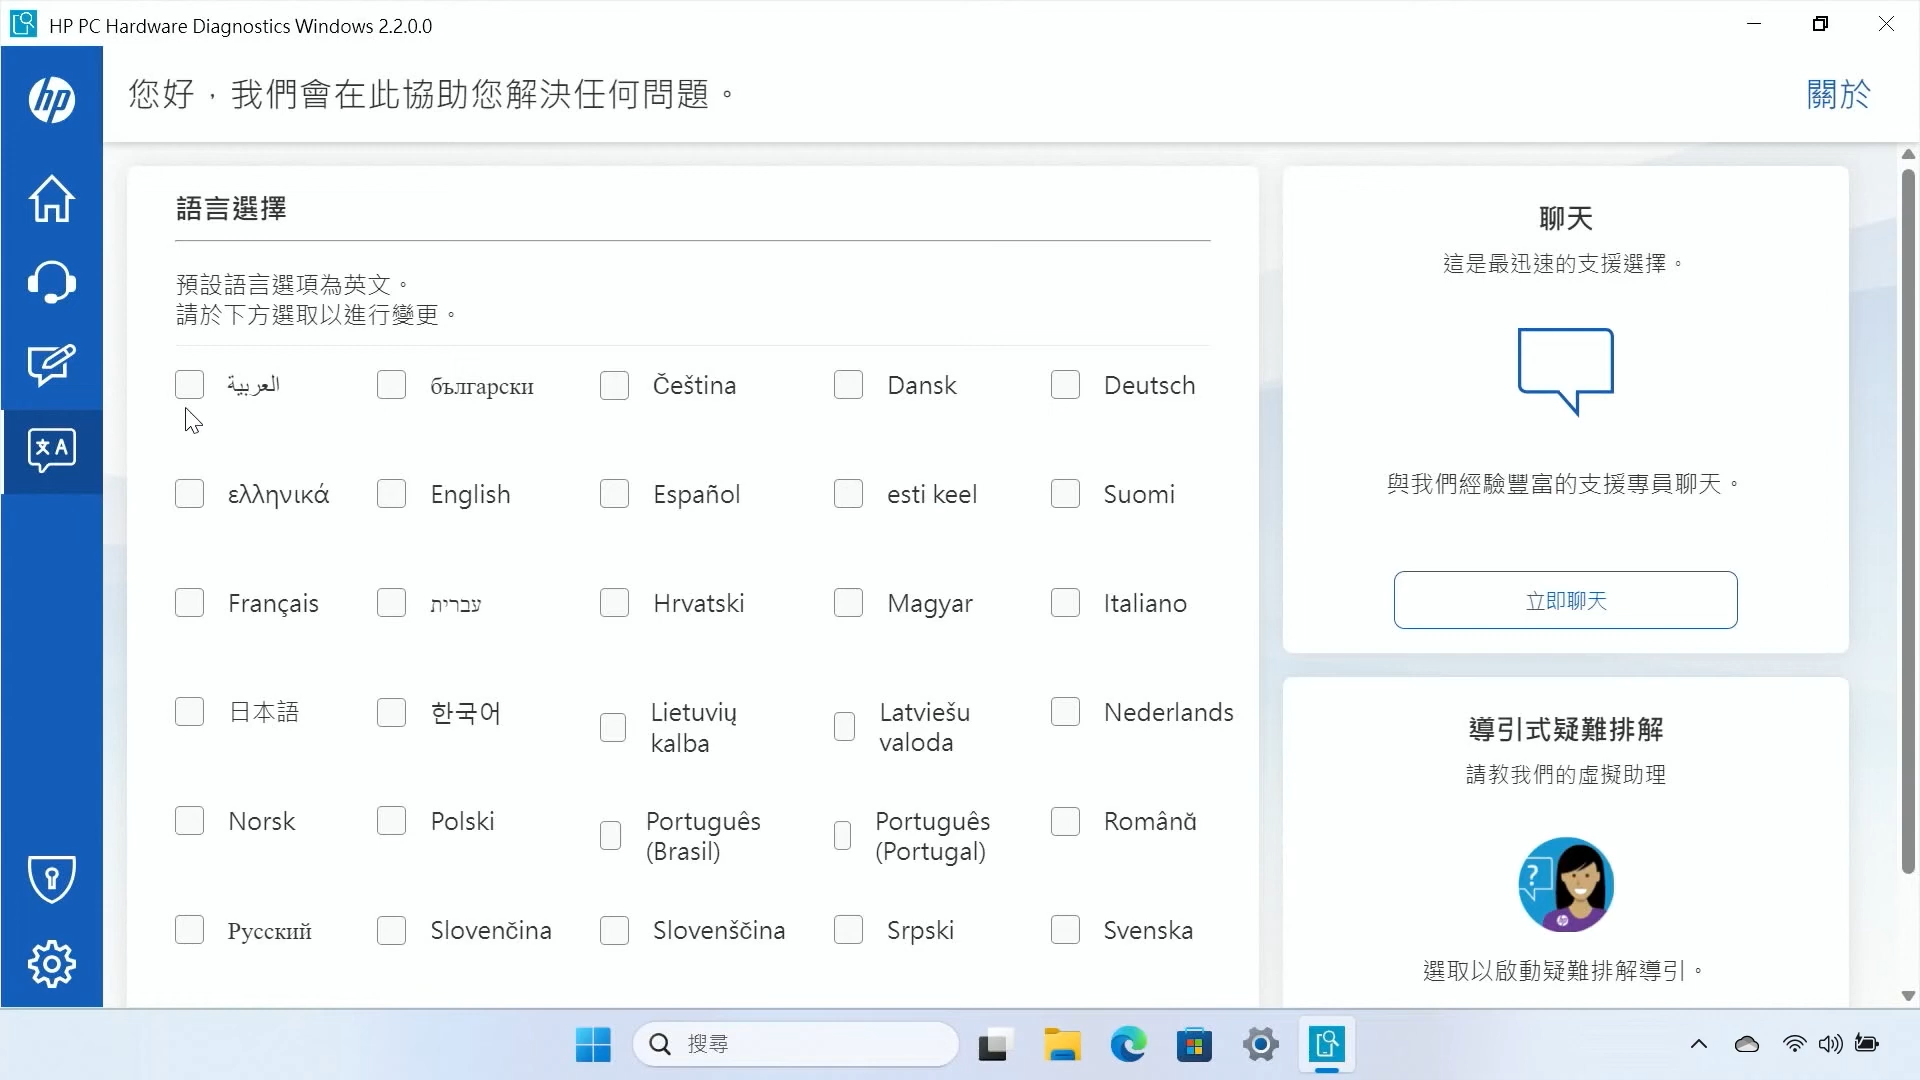 HP PC Hardware Diagnostics Windows 2.2.0.0
hp
您好，我們會在此協助您解決任何問題。
關於
語言選擇
預設語言選項為英文。
請於下方選取以進行變更。
العربية
български
Čeština
Dansk
Deutsch
ελληνικά
English
Español
esti keel
Suomi
Français
עברית
Hrvatski
Magyar
Italiano
日本語
한국어
Lietuvių
kalba
Latviešu
valoda
Nederlands
Norsk
Polski
Português
(Brasil)
Português
(Portugal)
Română
Русский
Slovenčina
Slovenščina
Srpski
Svenska
聊天
這是最迅速的支援選擇。
與我們經驗豐富的支援專員聊天。
立即聊天
導引式疑難排解
請教我們的虛擬助理
選取以啟動疑難排解導引。
搜尋